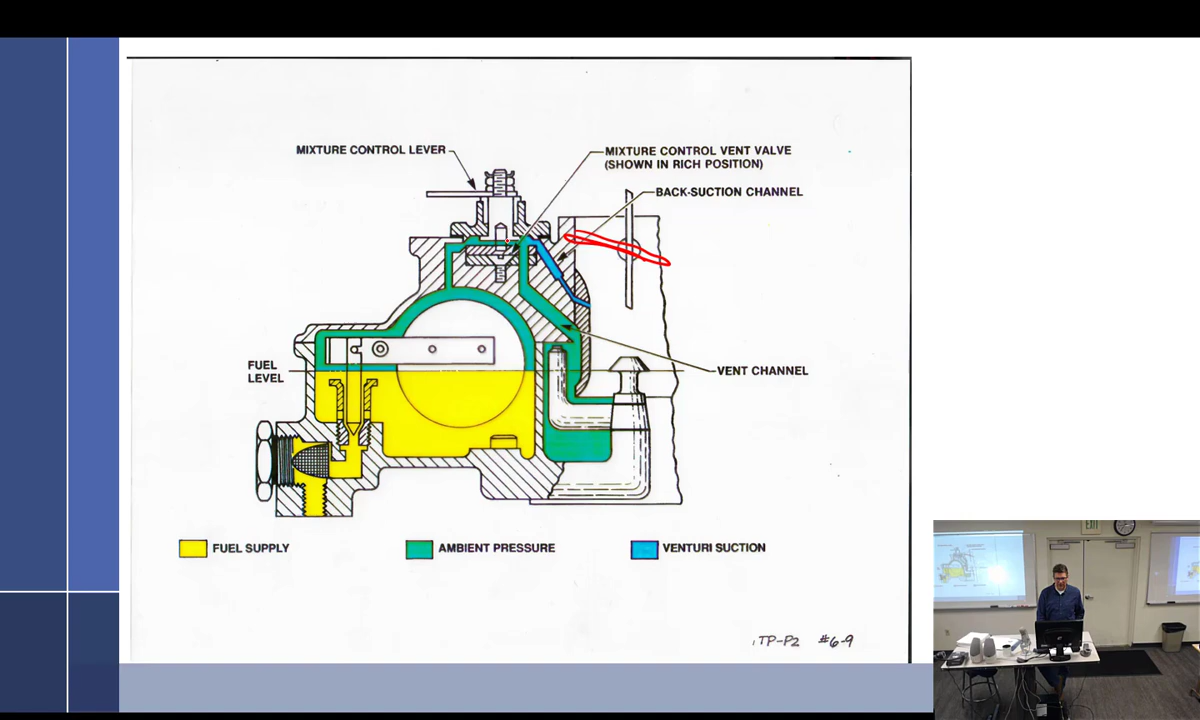 MIXTURE CONTROL LEVER
MIXTURE CONTROL VENT VALVE
(SHOWN IN RICH POSITION)
BACK-SUCTION CHANNEL
FUEL
LEVEL
VENT CHANNEL
FUEL SUPPLY
AMBIENT PRESSURE
VENTURI SUCTION
TP-P2 #6-9
EXIT